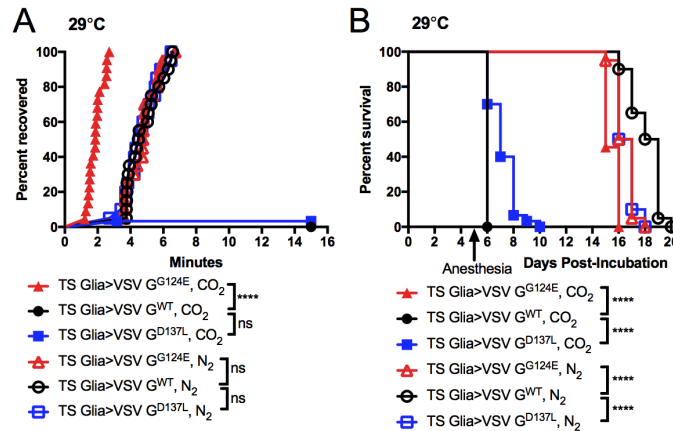 A
29°C
Percent recovered
100
80
60
40
20
0
0 2 4 6 8 10 12 14 16
Minutes
TS Glia>VSV G^G124E, CO₂
TS Glia>VSV G^WT, CO₂
TS Glia>VSV G^D137L, CO₂
TS Glia>VSV G^G124E, N₂
TS Glia>VSV G^WT, N₂
TS Glia>VSV G^D137L, N₂
****
ns
ns
ns
B
29°C
Percent survival
100
80
60
40
20
0
0 2 4 6 8 10 12 14 16 18 20
Anesthesia
Days Post-Incubation
TS Glia>VSV G^G124E, CO₂
TS Glia>VSV G^WT, CO₂
TS Glia>VSV G^D137L, CO₂
TS Glia>VSV G^G124E, N₂
TS Glia>VSV G^WT, N₂
TS Glia>VSV G^D137L, N₂
****
****
****
****